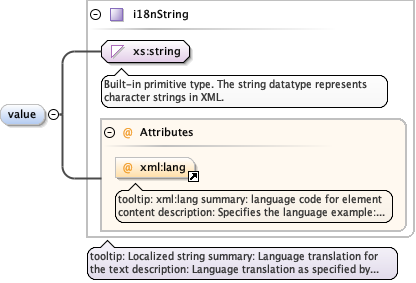 i18nString
xs:string
Built-in primitive type. The string datatype represents
character strings in XML.
value
@ Attributes
@ xml:lang
tooltip: xml:lang summary: language code for element
content description: Specifies the language example:...
tooltip: Localized string summary: Language translation for
the text description: Language translation as specified by...